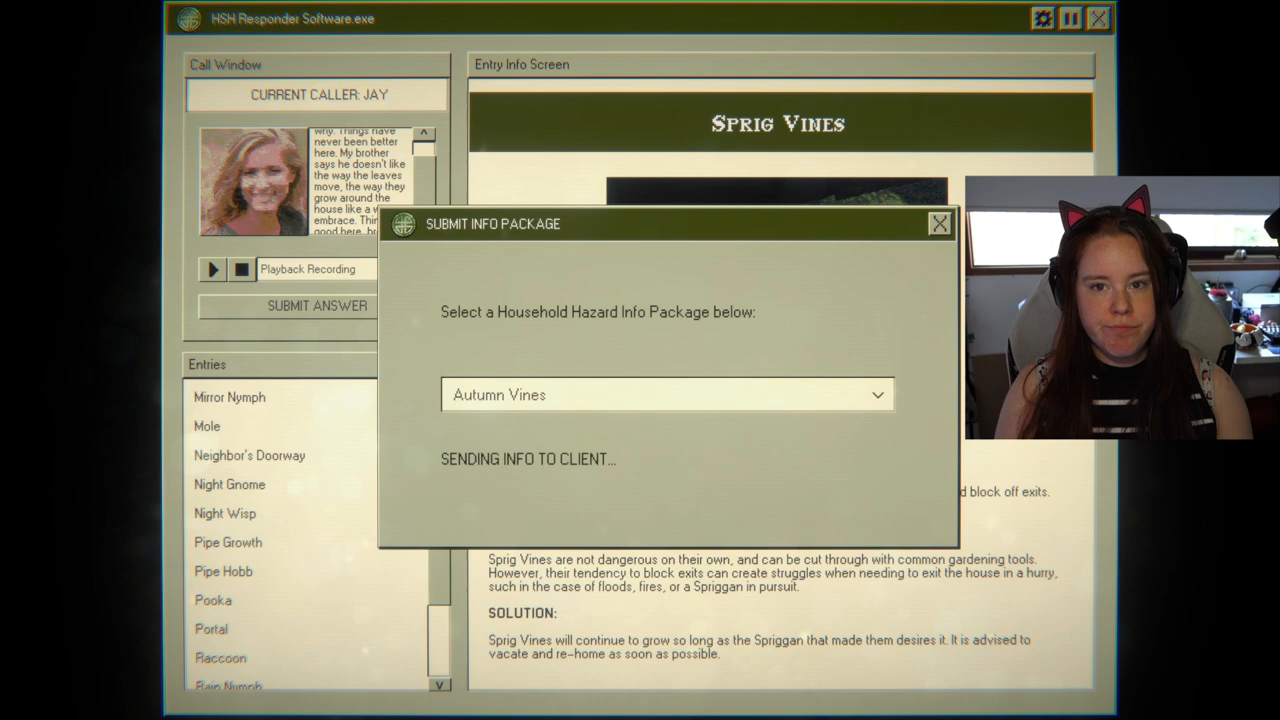 HSH Responder Software.exe
Call Window
CURRENT CALLER: JAY
why. Things have
never been better
here. My brother
says he doesn't like
the way the leaves
move, the way they
grow around the
house like a
embrace.
good here,
Playback Recording
SUBMIT ANSWER
Entries
Mirror Nymph
Mole
Neighbor's Doorway
Night Gnome
Night Wisp
Pipe Growth
Pipe Hobb
Pooka
Portal
Raccoon
Rain Nymph
Entry Info Screen
SPRIG VINES
SUBMIT INFO PACKAGE
Select a Household Hazard Info Package below:
Autumn Vines
SENDING INFO TO CLIENT...
block off exits.
Sprig Vines are not dangerous on their own, and can be cut through with common gardening tools.
However, their tendency to block exits can create struggles when needing to exit the house in a hurry,
such in the case of floods, fires, or a Spriggan in pursuit.
SOLUTION:
Sprig Vines will continue to grow so long as the Spriggan that made them desires it. It is advised to
vacate and re-home as soon as possible.